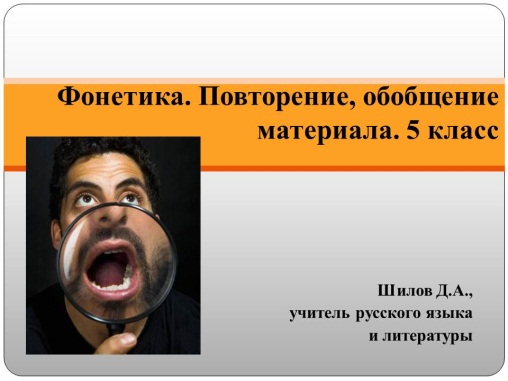 Фонетика. Повторение, обобщение
материала. 5 класс
Шилов Д.А.,
учитель русского языка
и литературы